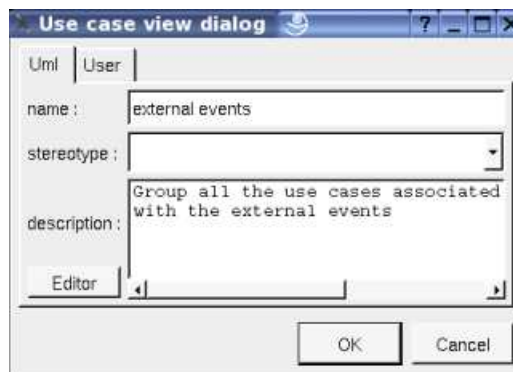 Use case view dialog
Uml User
name : external events
stereotype :
Group all the use cases associated
with the external events
description :
Editor
OK Cancel